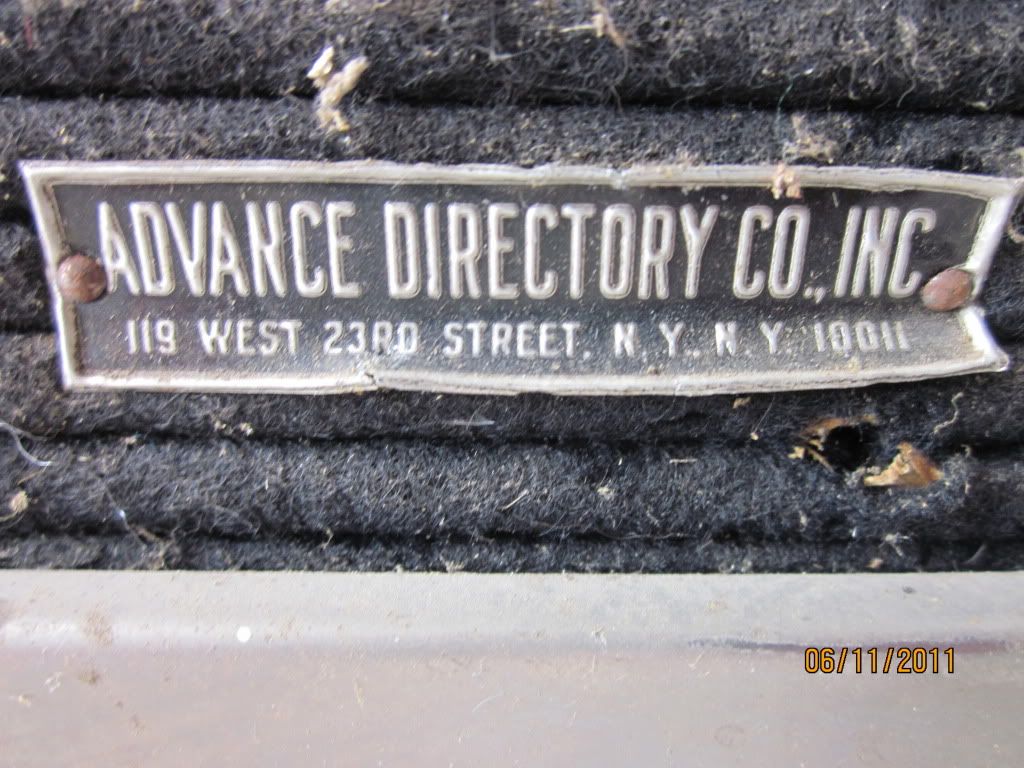 ADVANCE DIRECTORY CO., INC
119 WEST 23RD STREET, N.Y., N.Y. 10011
06/11/2011